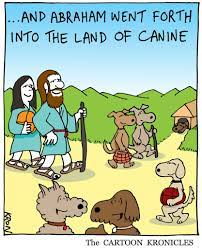 ...AND ABRAHAM WENT FORTH
INTO THE LAND OF CANINE
The CARTOON KRONICLES